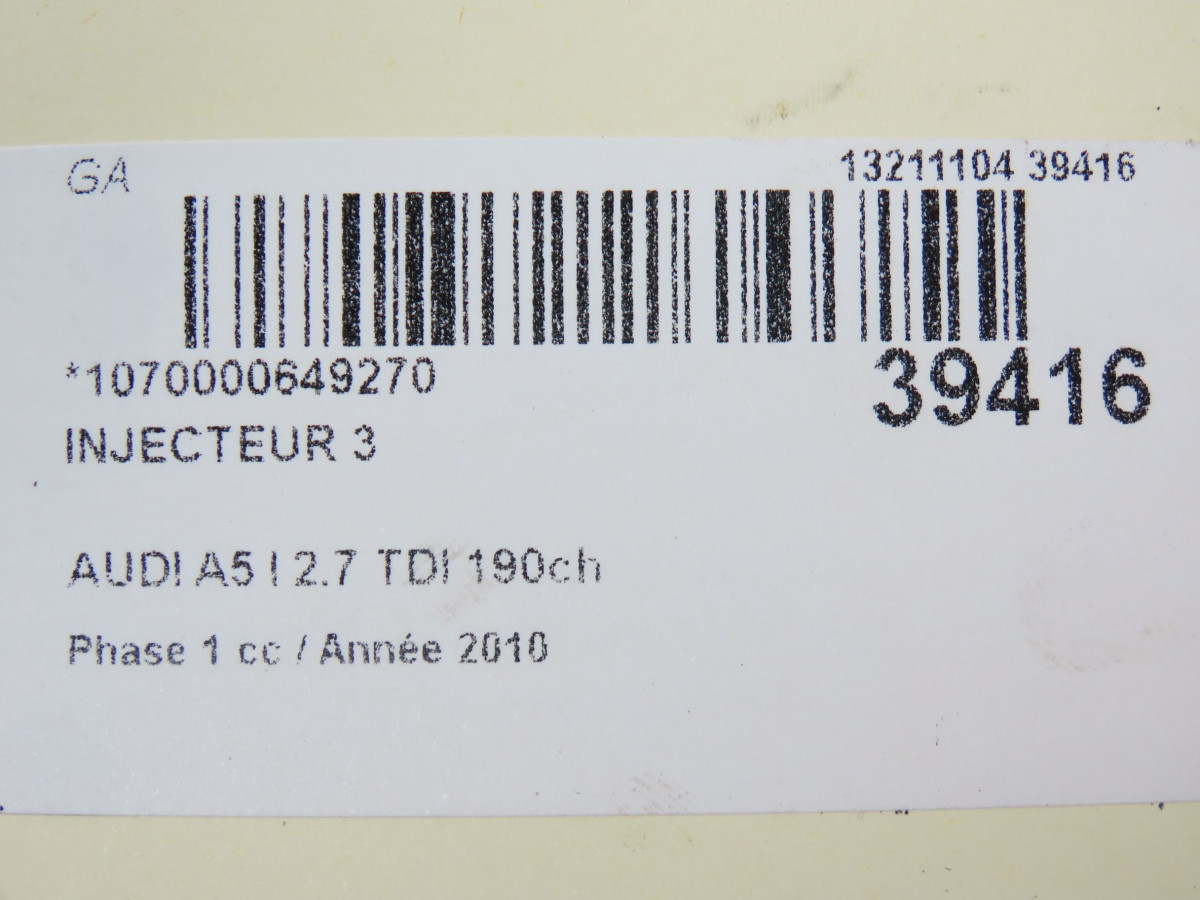 GA
13211104 39416
*1070000649270
39416
INJECTEUR 3
AUDI A5 I 2.7 TDI 190ch
Phase 1 cc / Année 2010